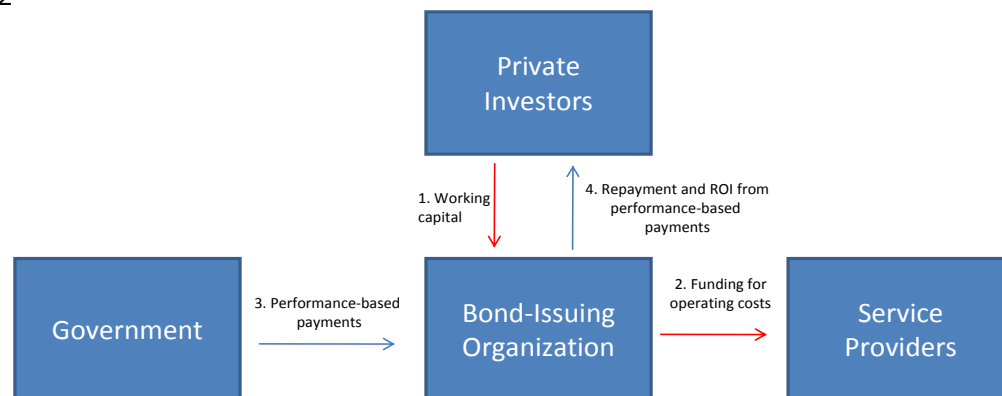 Private
Investors
1. Working
capital
4. Repayment and ROI from
performance-based
payments
Government
3. Performance-based
payments
Bond-Issuing
Organization
2. Funding for
operating costs
Service
Providers